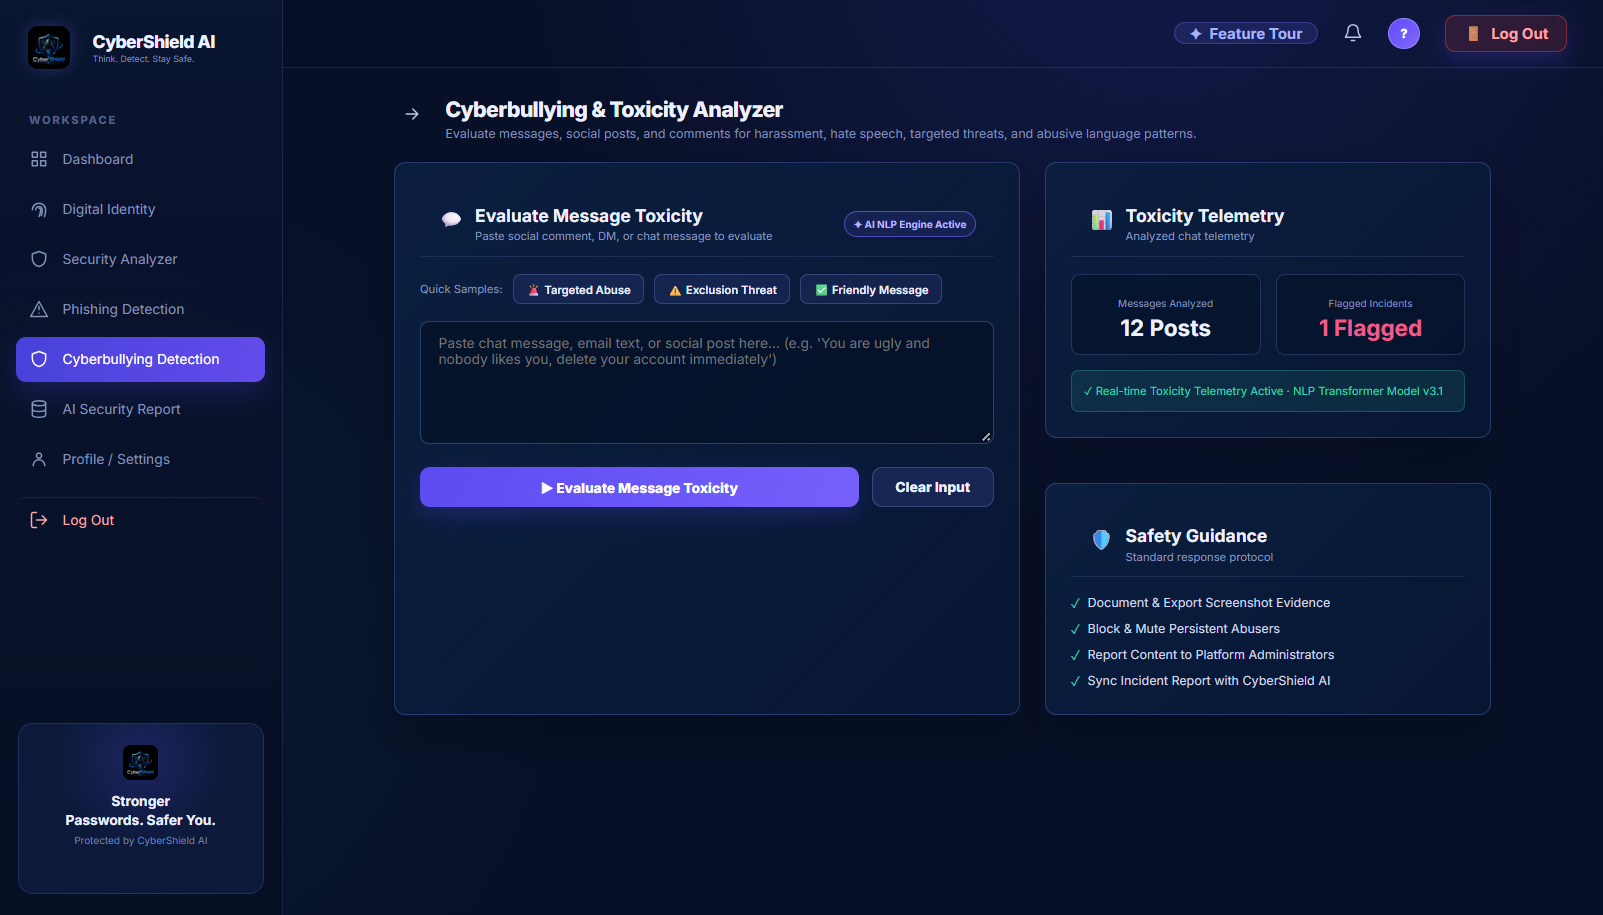 CyberShield AI
Think. Detect. Stay Safe.
WORKSPACE
Dashboard
Digital Identity
Security Analyzer
Phishing Detection
Cyberbullying Detection
AI Security Report
Profile / Settings
Log Out
CyberShield
Stronger
Passwords. Safer You.
Protected by CyberShield AI
✦ Feature Tour
?
Log Out
→ Cyberbullying & Toxicity Analyzer
Evaluate messages, social posts, and comments for harassment, hate speech, targeted threats, and abusive language patterns.
Evaluate Message Toxicity
Paste social comment, DM, or chat message to evaluate
✦ AI NLP Engine Active
Quick Samples:
Targeted Abuse
Exclusion Threat
Friendly Message
Paste chat message, email text, or social post here... (e.g. 'You are ugly and
nobody likes you, delete your account immediately')
▶ Evaluate Message Toxicity
Clear Input
Toxicity Telemetry
Analyzed chat telemetry
Messages Analyzed
12 Posts
Flagged Incidents
1 Flagged
✓ Real-time Toxicity Telemetry Active · NLP Transformer Model v3.1
Safety Guidance
Standard response protocol
✓ Document & Export Screenshot Evidence
✓ Block & Mute Persistent Abusers
✓ Report Content to Platform Administrators
✓ Sync Incident Report with CyberShield AI